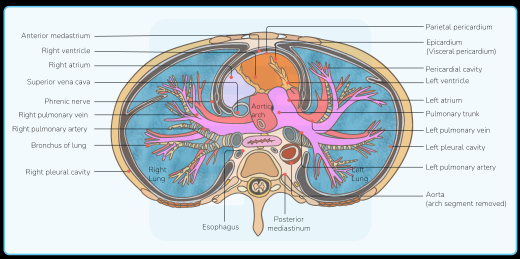 Anterior medastrium
Right ventricle
Right atrium
Superior vena cava
Phrenic nerve
Right pulmonary vein
Right pulmonary artery
Bronchus of lung
Right pleural cavity
Esophagus
Posterior
mediastinum
Parietal pericardium
Epicardium
(Visceral pericardium)
Pericardial cavity
Left ventricle
Left atrium
Pulmonary trunk
Left pulmonary vein
Left pleural cavity
Left pulmonary artery
Aorta
(arch segment removed)
Aortic
arch
Right
Lung
Left
Lung